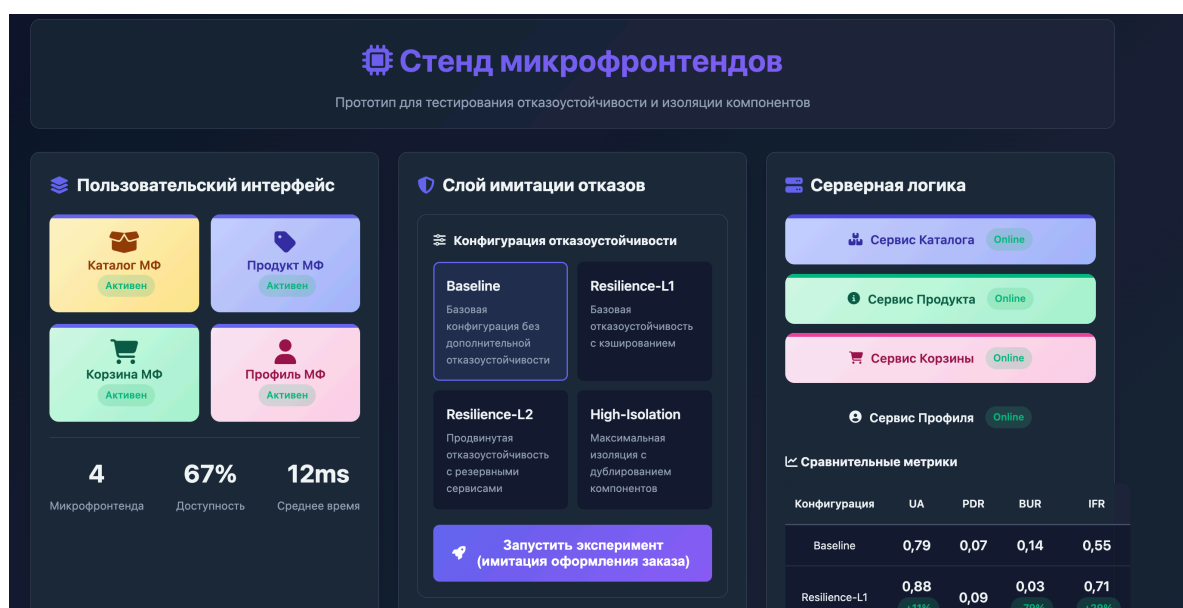 Стенд микрофронтендов
Прототип для тестирования отказоустойчивости и изоляции компонентов
Пользовательский интерфейс
Каталог МФ
Активен
Продукт МФ
Активен
Корзина МФ
Активен
Профиль МФ
Активен
4
Микрофронтенда
67%
Доступность
12ms
Среднее время
Слой имитации отказов
Конфигурация отказоустойчивости
Baseline
Базовая
конфигурация без
дополнительной
отказоустойчивости
Resilience-L1
Базовая
отказоустойчивость
с кэшированием
Resilience-L2
Продвинутая
отказоустойчивость
с резервными
сервисами
High-Isolation
Максимальная
изоляция с
дублированием
компонентов
Запустить эксперимент
(имитация оформления заказа)
Серверная логика
Сервис Каталога Online
Сервис Продукта Online
Сервис Корзины Online
Сервис Профиля Online
Сравнительные метрики
Конфигурация UA PDR BUR IFR
Baseline 0,79 0,07 0,14 0,55
Resilience-L1 0,88 0,09 0,03 0,71